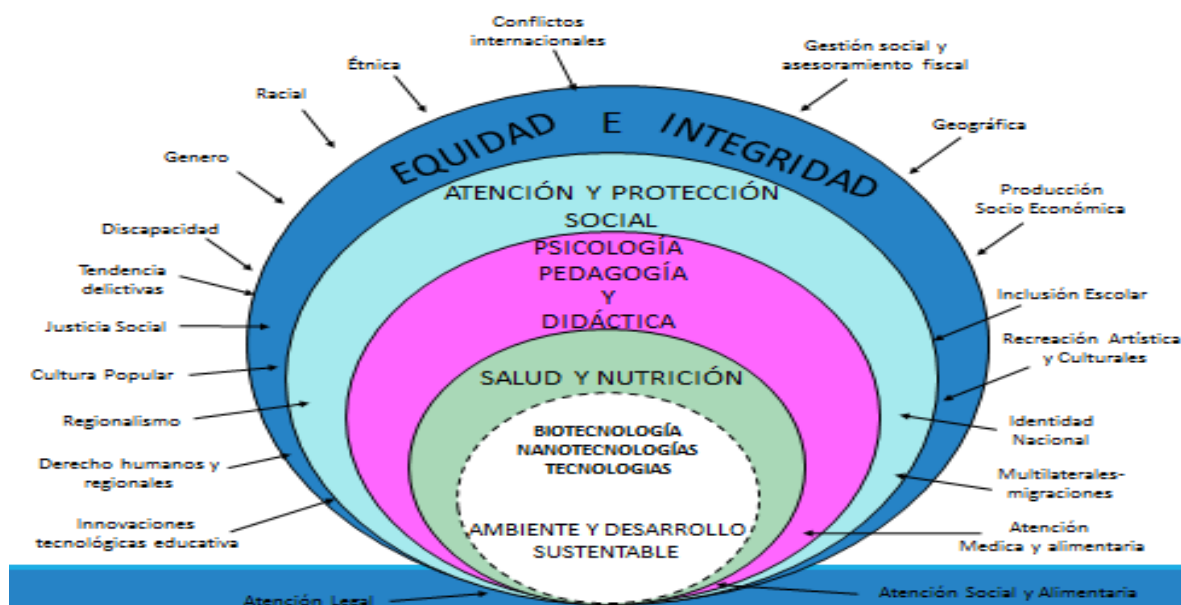 Conflictos
internacionales
Gestión social y
asesoramiento fiscal
Étnica
Racial
Geográfica
Genero
Producción
Socio Económica
Discapacidad
Tendencia
delictivas
Inclusión Escolar
Justicia Social
Recreación Artística
y Culturales
Cultura Popular
Regionalismo
Identidad
Nacional
Derecho humanos y
regionales
Multilaterales-
migraciones
Innovaciones
tecnológicas educativa
Atención
Medica y alimentaria
Atención Legal
Atención Social y Alimentaria
EQUIDAD E INTEGRIDAD
ATENCIÓN Y PROTECCIÓN
SOCIAL
PSICOLOGÍA
PEDAGOGÍA
Y
DIDÁCTICA
SALUD Y NUTRICIÓN
BIOTECNOLOGÍA
NANOTECNOLOGÍAS
TECNOLOGIAS
AMBIENTE Y DESARROLLO
SUSTENTABLE